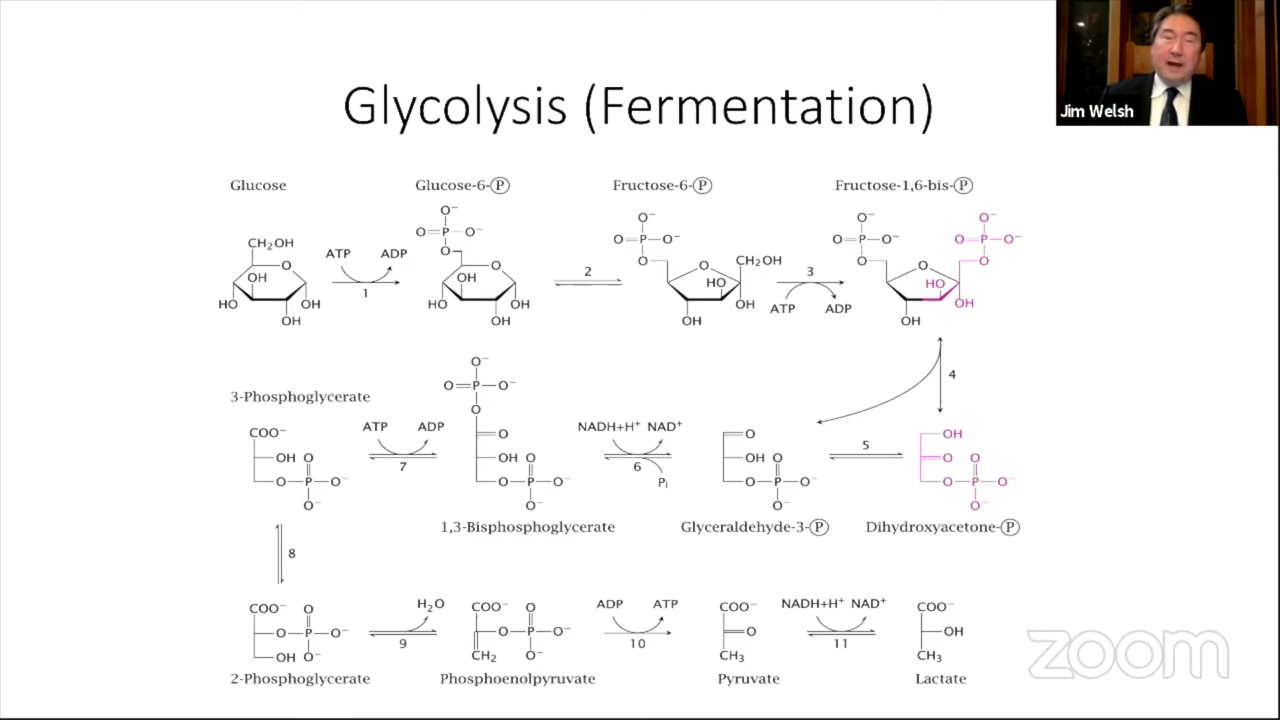 Glycolysis (Fermentation)
Jim Welsh
Glucose
Glucose-6-Ⓟ
Fructose-6-Ⓟ
Fructose-1,6-bis-Ⓟ
CH₂OH
O
OH
HO
OH
OH
ATP
ADP
1
O⁻
O=P–O⁻
O
O
OH
HO
OH
OH
2
O⁻
O=P–O⁻
O
O
CH₂OH
HO
OH
OH
3
ATP
ADP
O⁻
O=P–O⁻
O
O
O⁻
O=P–O⁻
O
HO
OH
OH
4
3-Phosphoglycerate
COO⁻
OH
O
O–P–O⁻
O⁻
ATP
ADP
7
O⁻
O=P–O⁻
O
O
OH
O
O–P–O⁻
O⁻
1,3-Bisphosphoglycerate
NADH+H⁺
NAD⁺
6
Pᵢ
O
OH
O
O–P–O⁻
O⁻
Glyceraldehyde-3-Ⓟ
5
OH
O
O
O–P–O⁻
O⁻
Dihydroxyacetone-Ⓟ
8
COO⁻
O
O–P–O⁻
OH
O⁻
2-Phosphoglycerate
H₂O
9
COO⁻
O
O–P–O⁻
CH₂
O⁻
Phosphoenolpyruvate
ADP
ATP
10
COO⁻
O
CH₃
Pyruvate
NADH+H⁺
NAD⁺
11
COO⁻
OH
CH₃
Lactate
zoom